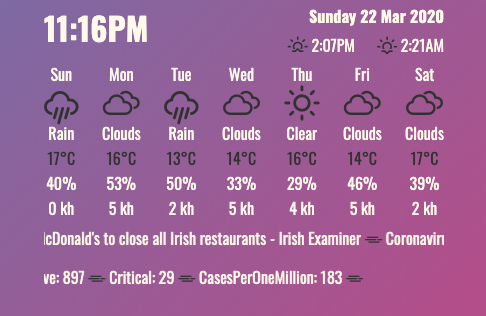 11:16PM
Sunday 22 Mar 2020
2:07PM 2:21AM
Sun Mon Tue Wed Thu Fri Sat
Rain Clouds Rain Clouds Clear Clouds Clouds
17°C 16°C 13°C 14°C 16°C 14°C 17°C
40% 53% 50% 33% 29% 46% 39%
0 kh 5 kh 2 kh 5 kh 4 kh 5 kh 2 kh
cDonald's to close all Irish restaurants - Irish Examiner Coronavir
ve: 897 Critical: 29 CasesPerOneMillion: 183